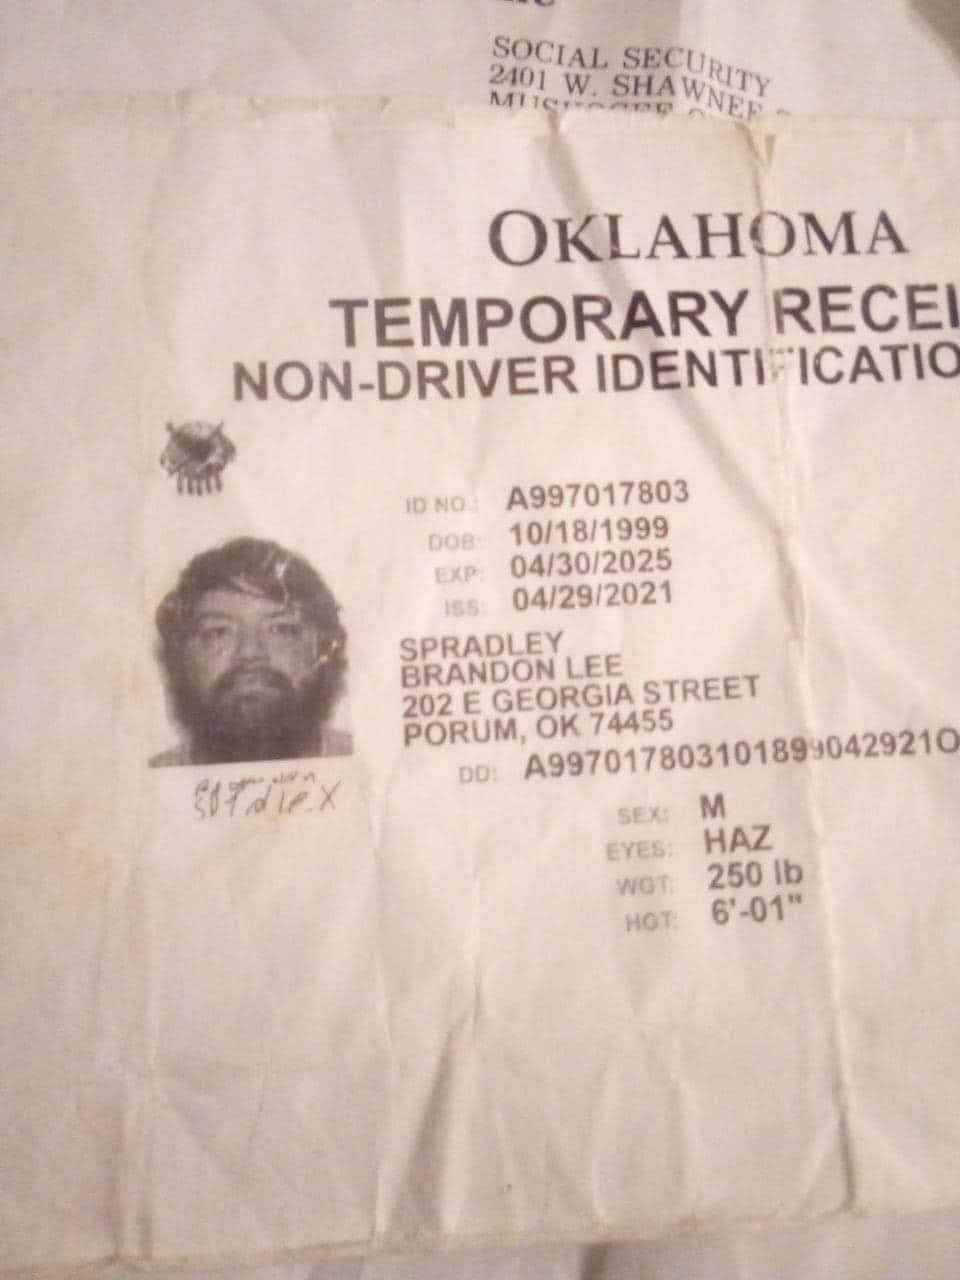 SOCIAL SECURITY
2401 W. SHAWNEE
OKLAHOMA
TEMPORARY RECEI
NON-DRIVER IDENTIFICATIO
ID NO.: A997017803
DOB: 10/18/1999
EXP: 04/30/2025
ISS: 04/29/2021
SPRADLEY
BRANDON LEE
202 E GEORGIA STREET
PORUM, OK 74455
DD: A9970178031018990429210
SEX: M
EYES: HAZ
WGT: 250 lb
HGT: 6'-01"